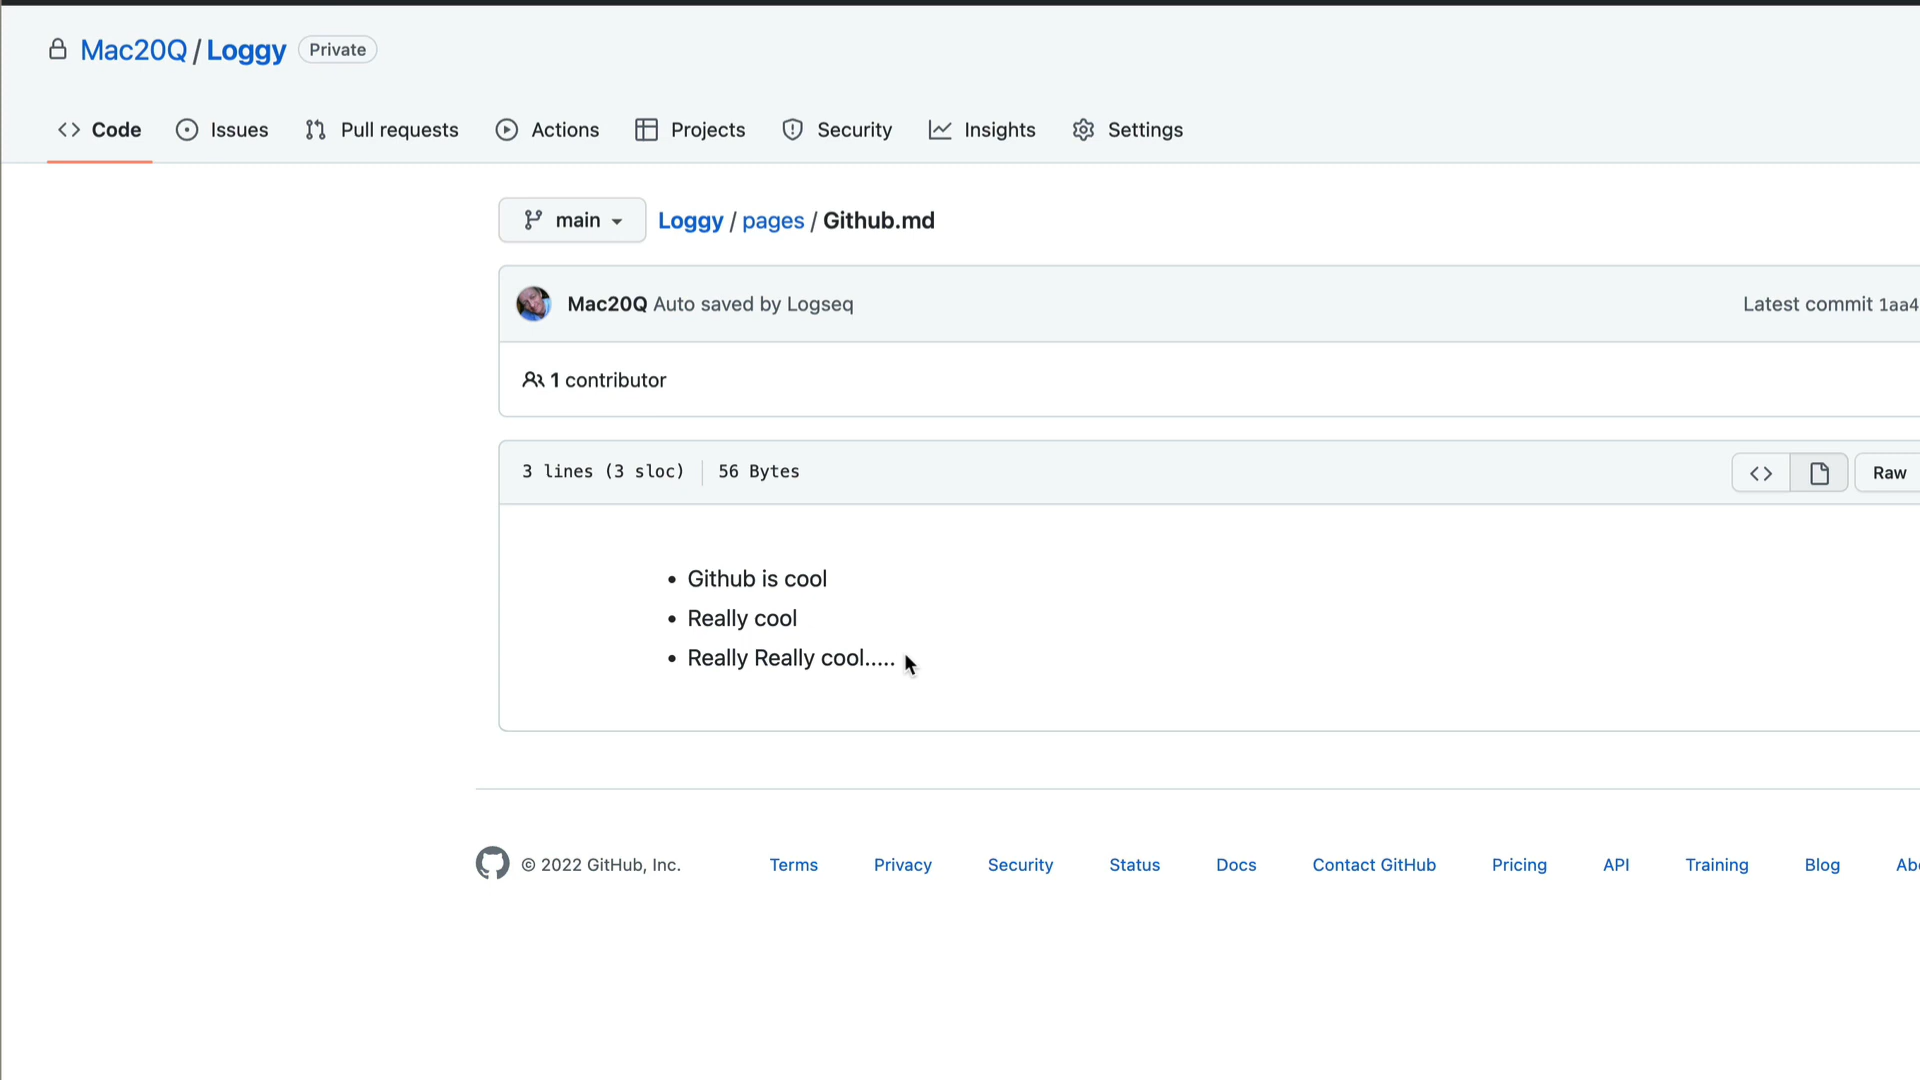 Mac20Q / Loggy Private
Code Issues Pull requests Actions Projects Security Insights Settings
main Loggy / pages / Github.md
Mac20Q Auto saved by Logseq Latest commit 1aa4
1 contributor
3 lines (3 sloc) 56 Bytes Raw
• Github is cool
• Really cool
• Really Really cool.....
© 2022 GitHub, Inc. Terms Privacy Security Status Docs Contact GitHub Pricing API Training Blog